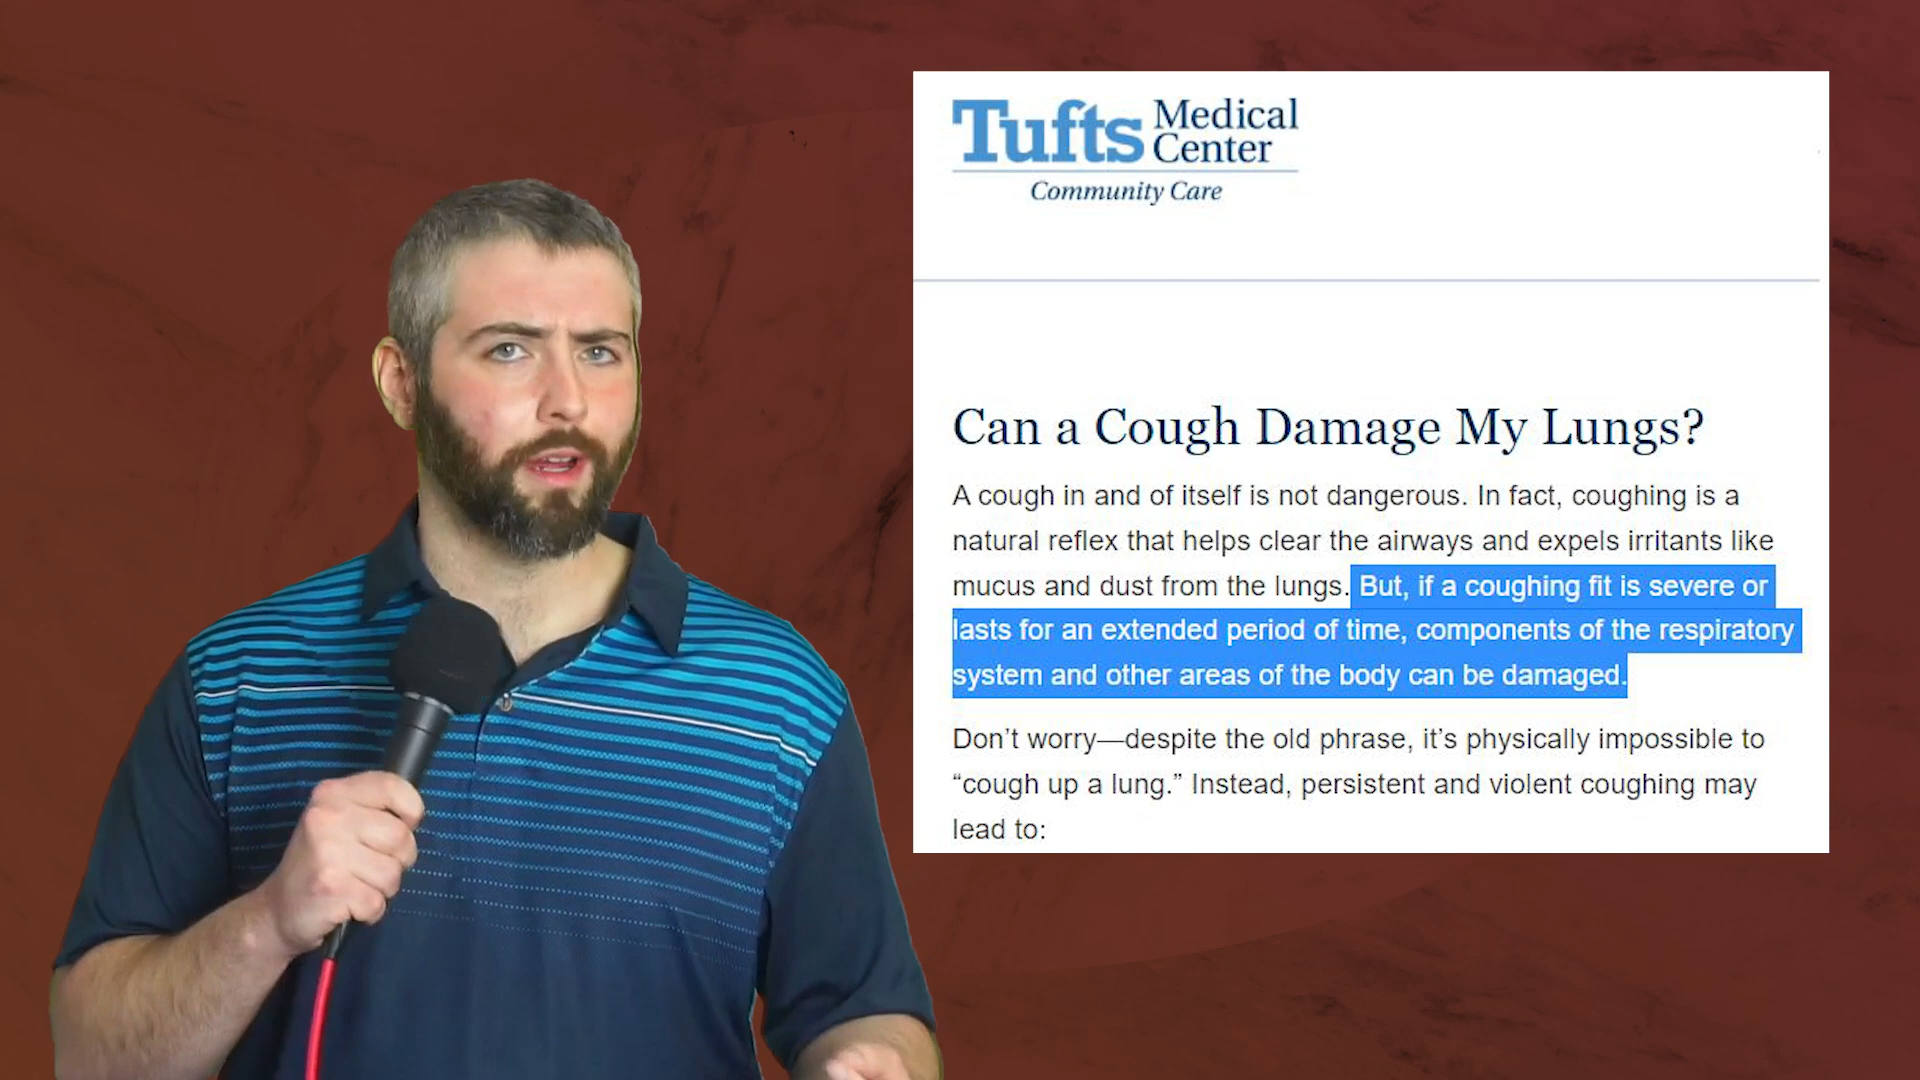 Tufts Medical
Center
Community Care
Can a Cough Damage My Lungs?
A cough in and of itself is not dangerous. In fact, coughing is a
natural reflex that helps clear the airways and expels irritants like
mucus and dust from the lungs. But, if a coughing fit is severe or
lasts for an extended period of time, components of the respiratory
system and other areas of the body can be damaged.
Don’t worry—despite the old phrase, it’s physically impossible to
“cough up a lung.” Instead, persistent and violent coughing may
lead to: